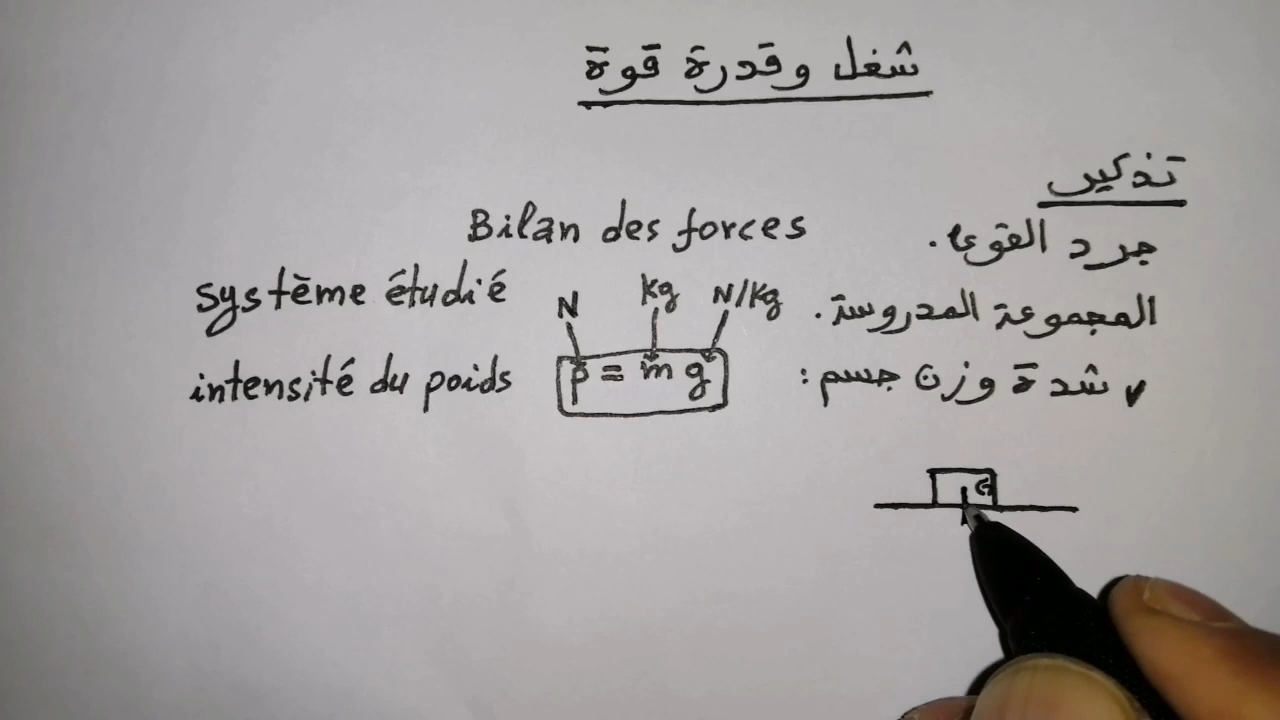 شغل وقدرة قوة
تذكير
جرد القوى. Bilan des forces
المجموعة المدروسة. système étudié
N kg N/kg
✓ شدة وزن جسم: p = m g intensité du poids
G